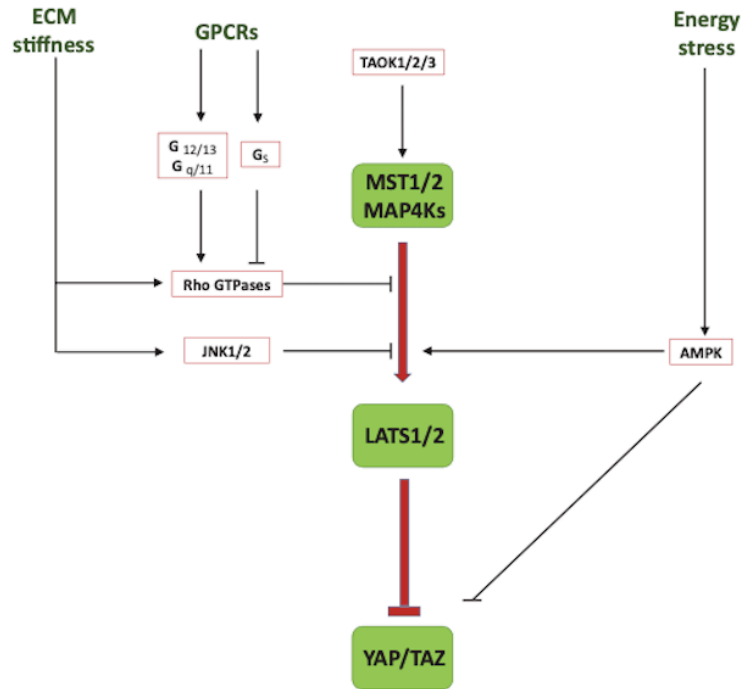 ECM
stiffness
GPCRs
Energy
stress
TAOK1/2/3
G 12/13
G q/11
GS
MST1/2
MAP4Ks
Rho GTPases
JNK1/2
AMPK
LATS1/2
YAP/TAZ